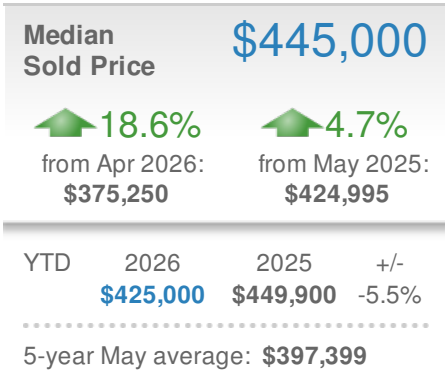 Median $445,000
Sold Price
18.6% 4.7%
from Apr 2026: from May 2025:
$375,250 $424,995
YTD 2026 2025 +/-
$425,000 $449,900 -5.5%
5-year May average: $397,399